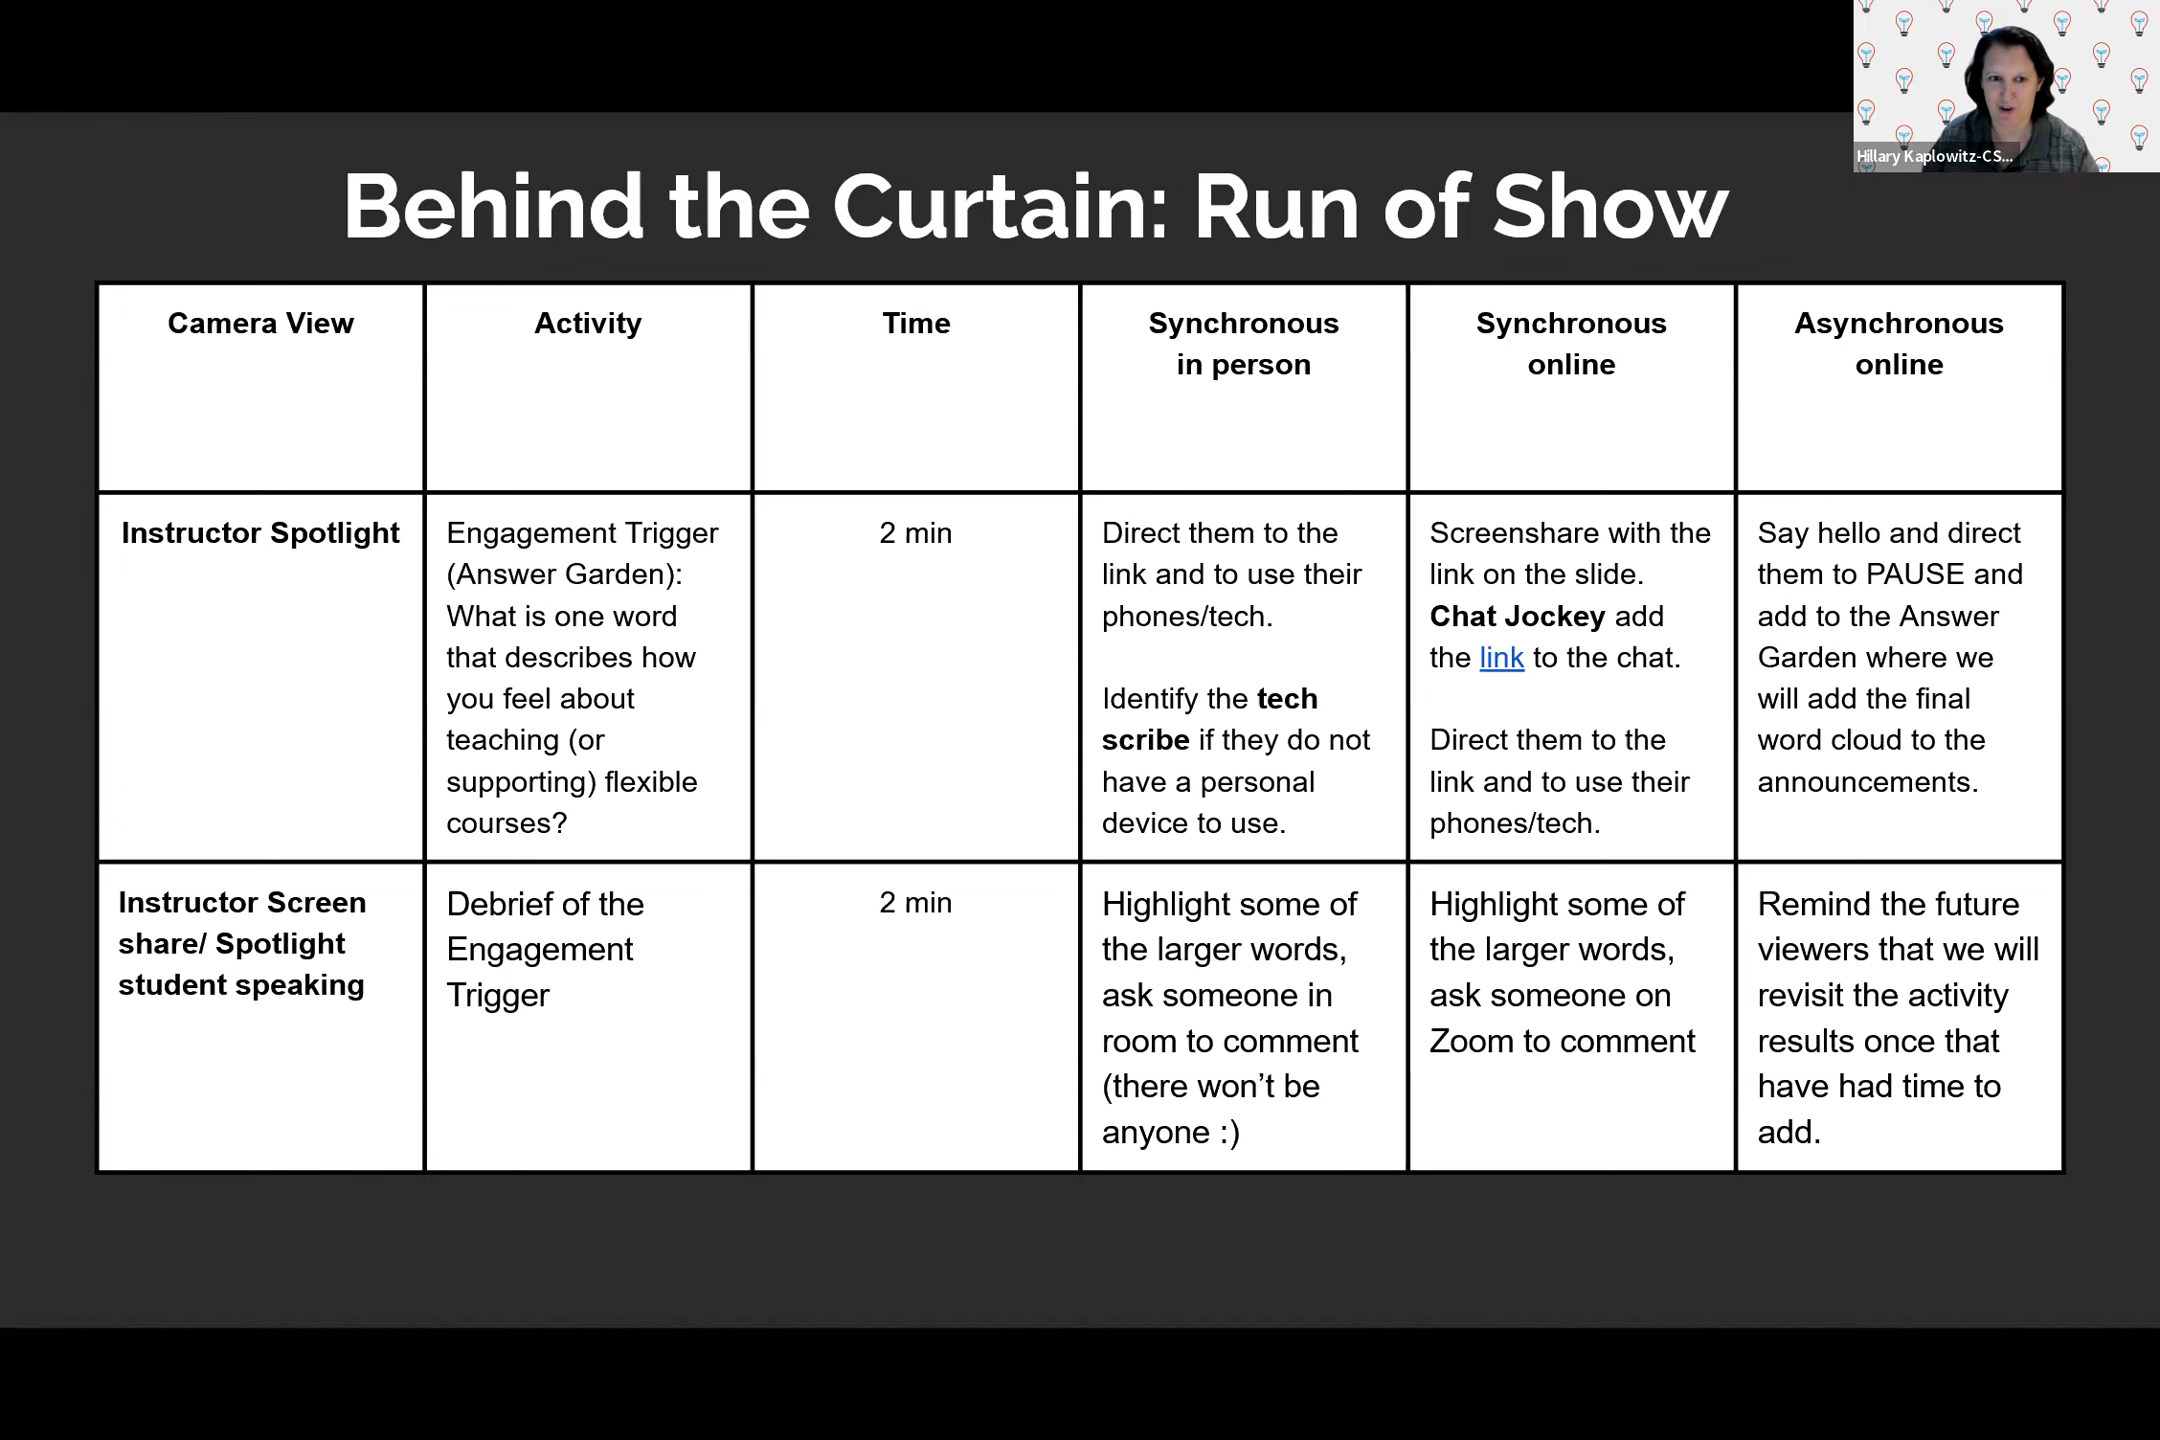 Hillary Kaplowitz-CS...
Behind the Curtain: Run of Show
Camera View
Activity
Time
Synchronous
in person
Synchronous
online
Asynchronous
online
Instructor Spotlight
Engagement Trigger
(Answer Garden):
What is one word
that describes how
you feel about
teaching (or
supporting) flexible
courses?
2 min
Direct them to the
link and to use their
phones/tech.
Identify the tech
scribe if they do not
have a personal
device to use.
Screenshare with the
link on the slide.
Chat Jockey add
the link to the chat.
Direct them to the
link and to use their
phones/tech.
Say hello and direct
them to PAUSE and
add to the Answer
Garden where we
will add the final
word cloud to the
announcements.
Instructor Screen
share/ Spotlight
student speaking
Debrief of the
Engagement
Trigger
2 min
Highlight some of
the larger words,
ask someone in
room to comment
(there won’t be
anyone :)
Highlight some of
the larger words,
ask someone on
Zoom to comment
Remind the future
viewers that we will
revisit the activity
results once that
have had time to
add.